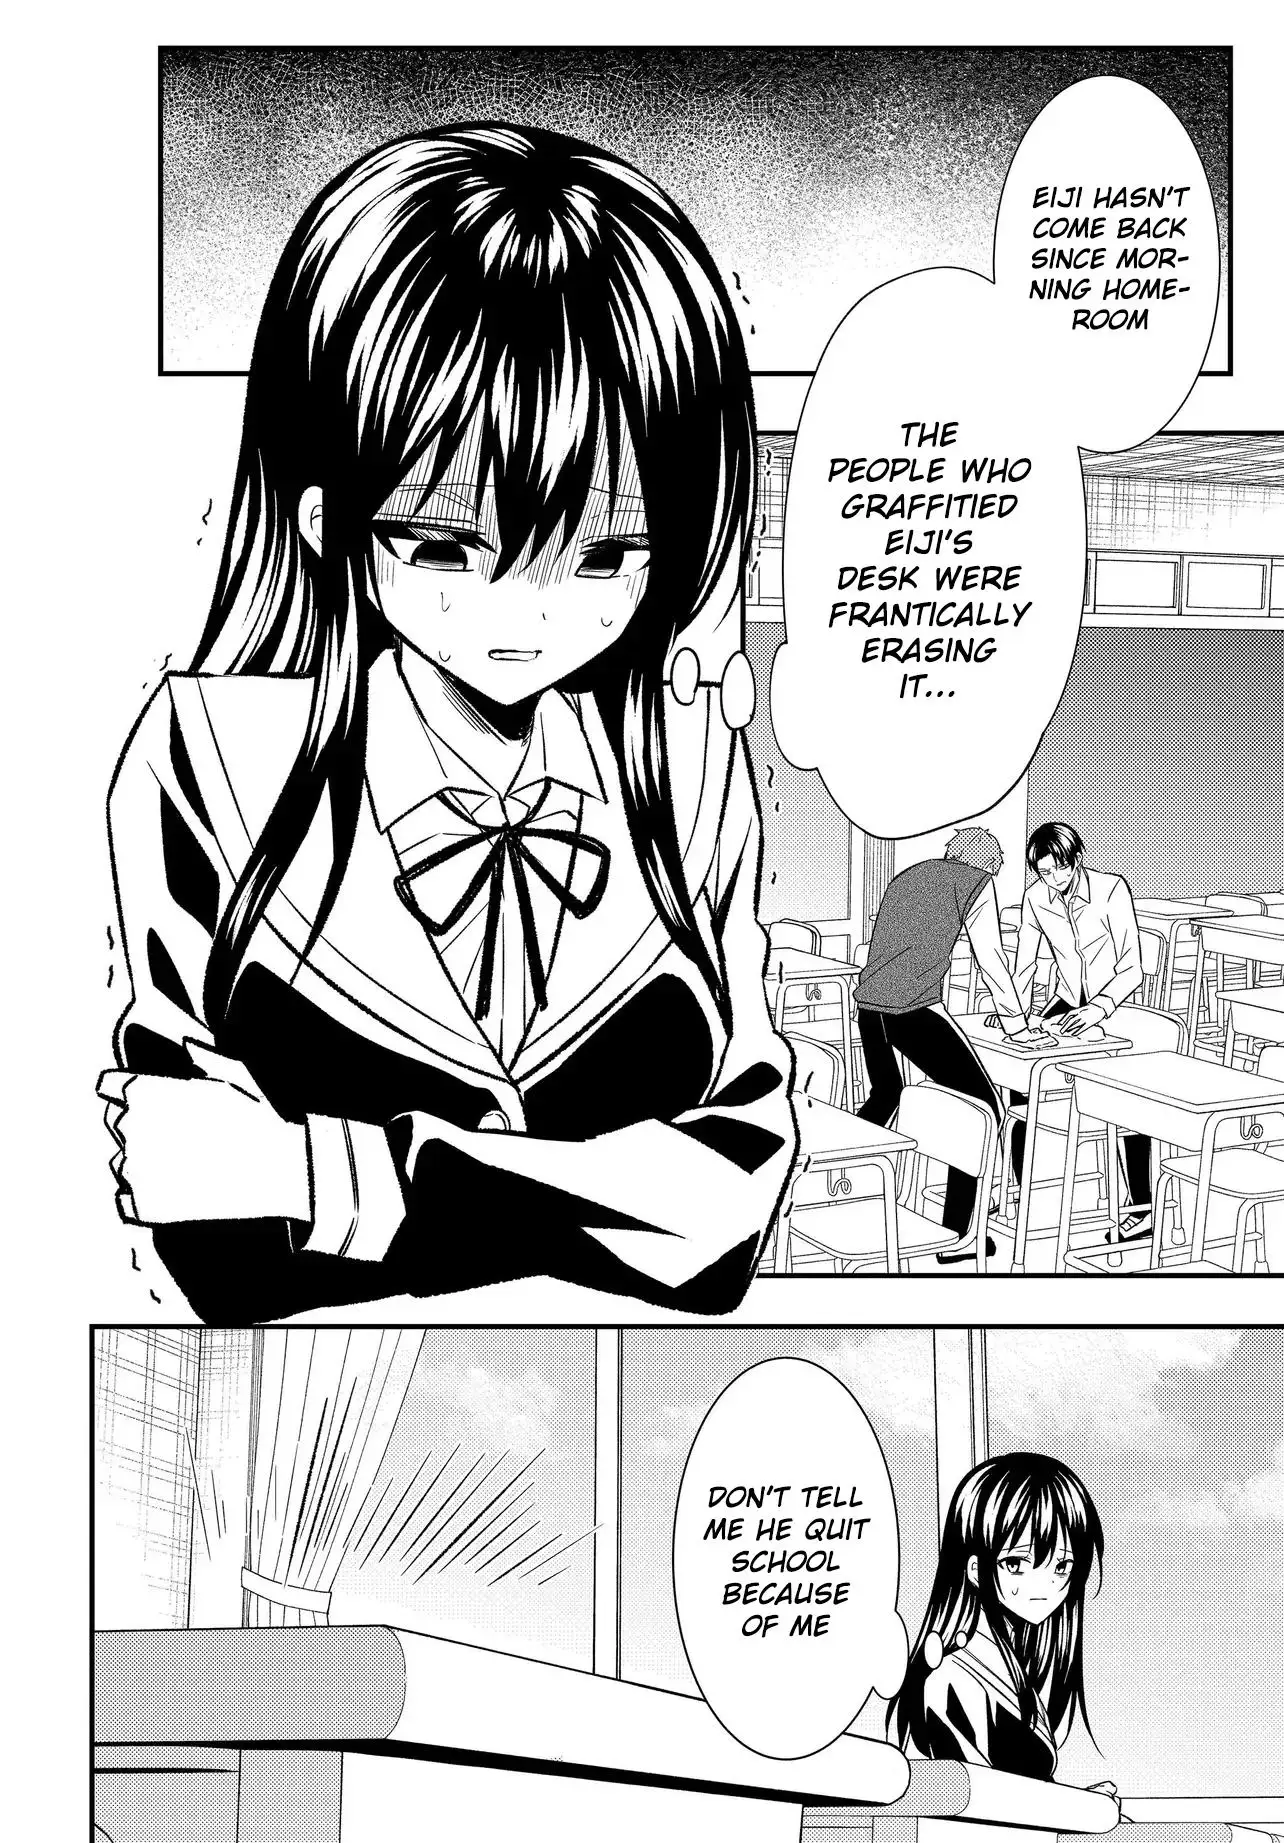 EIJI HASN'T
COME BACK
SINCE MOR-
NING HOME-
ROOM
THE
PEOPLE WHO
GRAFFITIED
EIJI'S
DESK WERE
FRANTICALLY
ERASING
IT...
DON'T TELL
ME HE QUIT
SCHOOL
BECAUSE
OF ME